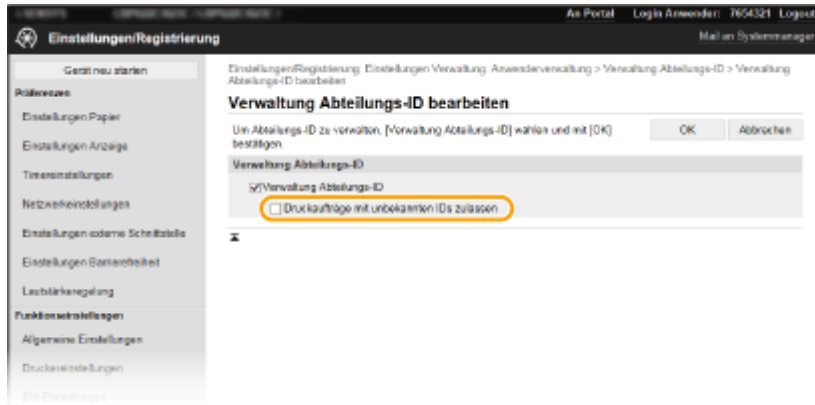 An Portal Login Anwender: 7654321 Logout
Einstellungen/Registrierung
Mail an Systemmanager
Gerät neu starten
Präferenzen
Einstellungen Papier
Einstellungen Anzeige
Timereinstellungen
Netzwerkeinstellungen
Einstellungen externe Schnittstelle
Einstellungen Barrierefreiheit
Lautstärkeregelung
Funktionseinstellungen
Allgemeine Einstellungen
Druckereinstellungen
Einstellungen/Registrierung: Einstellungen Verwaltung: Anwenderverwaltung > Verwaltung Abteilungs-ID > Verwaltung
Abteilungs-ID bearbeiten
Verwaltung Abteilungs-ID bearbeiten
Um Abteilungs-ID zu verwalten, [Verwaltung Abteilungs-ID] wählen und mit [OK]
bestätigen.
OK Abbrechen
Verwaltung Abteilungs-ID
Verwaltung Abteilungs-ID
Druckaufträge mit unbekannten IDs zulassen